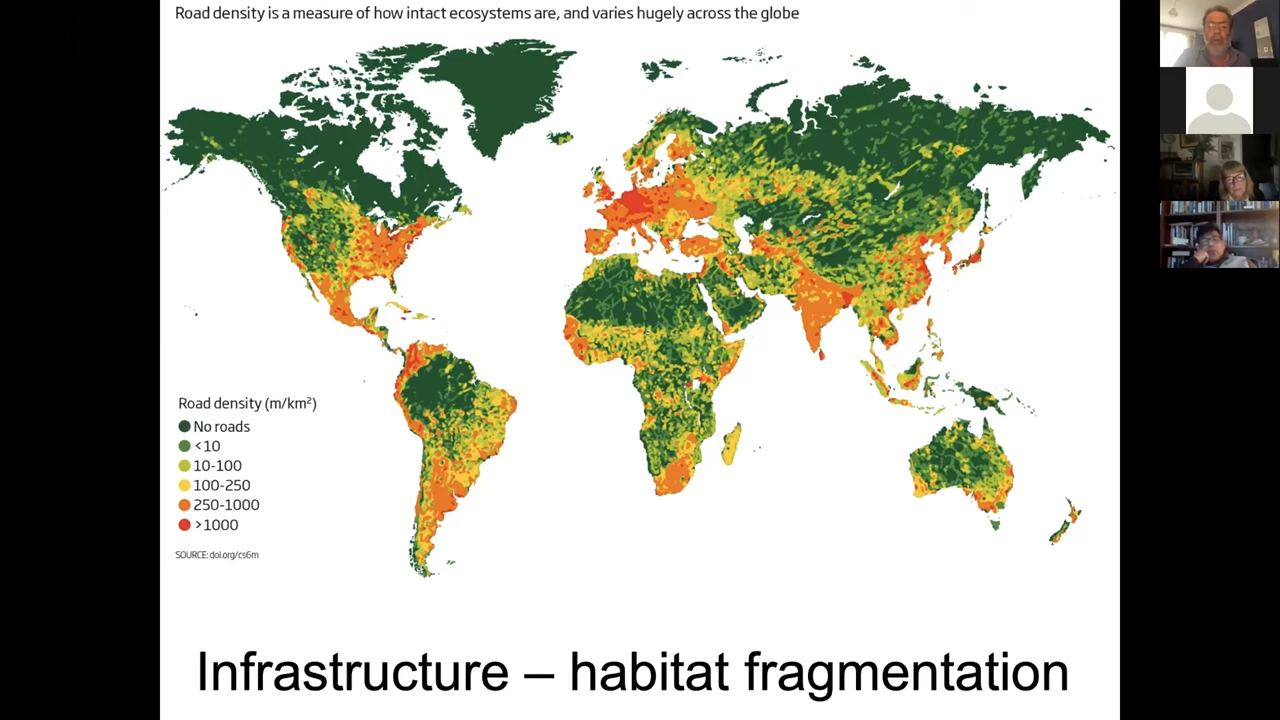 Road density is a measure of how intact ecosystems are, and varies hugely across the globe
Road density (m/km²)
No roads
<10
10-100
100-250
250-1000
>1000
SOURCE: doi.org/cs6m
Infrastructure – habitat fragmentation